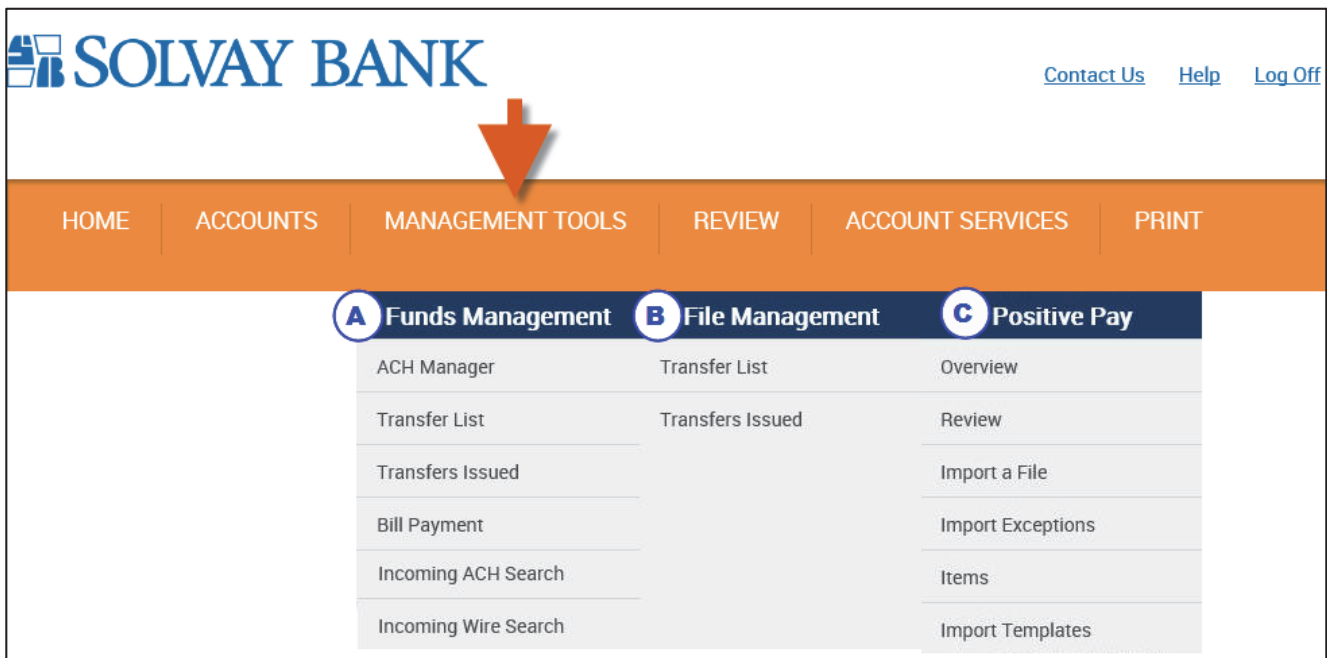 SB SOLVAY BANK
Contact Us Help Log Off
HOME ACCOUNTS MANAGEMENT TOOLS REVIEW ACCOUNT SERVICES PRINT
A Funds Management B File Management C Positive Pay
ACH Manager Transfer List Overview
Transfer List Transfers Issued Review
Transfers Issued Import a File
Bill Payment Import Exceptions
Incoming ACH Search Items
Incoming Wire Search Import Templates